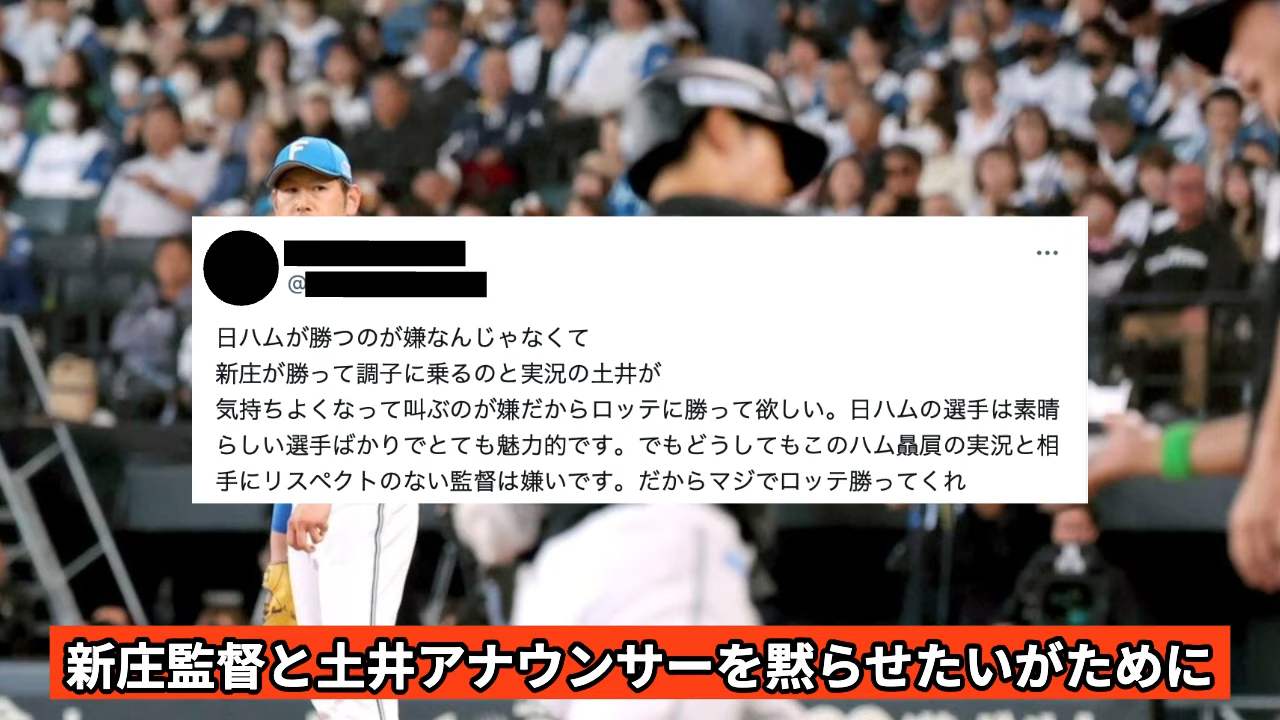 F
@
日ハムが勝つのが嫌なんじゃなくて
新庄が勝って調子に乗るのと実況の土井が
気持ちよくなって叫ぶのが嫌だからロッテに勝って欲しい。日ハムの選手は素晴
らしい選手ばかりでとても魅力的です。でもどうしてもこのハム贔屓の実況と相
手にリスペクトのない監督は嫌いです。だからマジでロッテ勝ってくれ
新庄監督と土井アナウンサーを黙らせたいがために